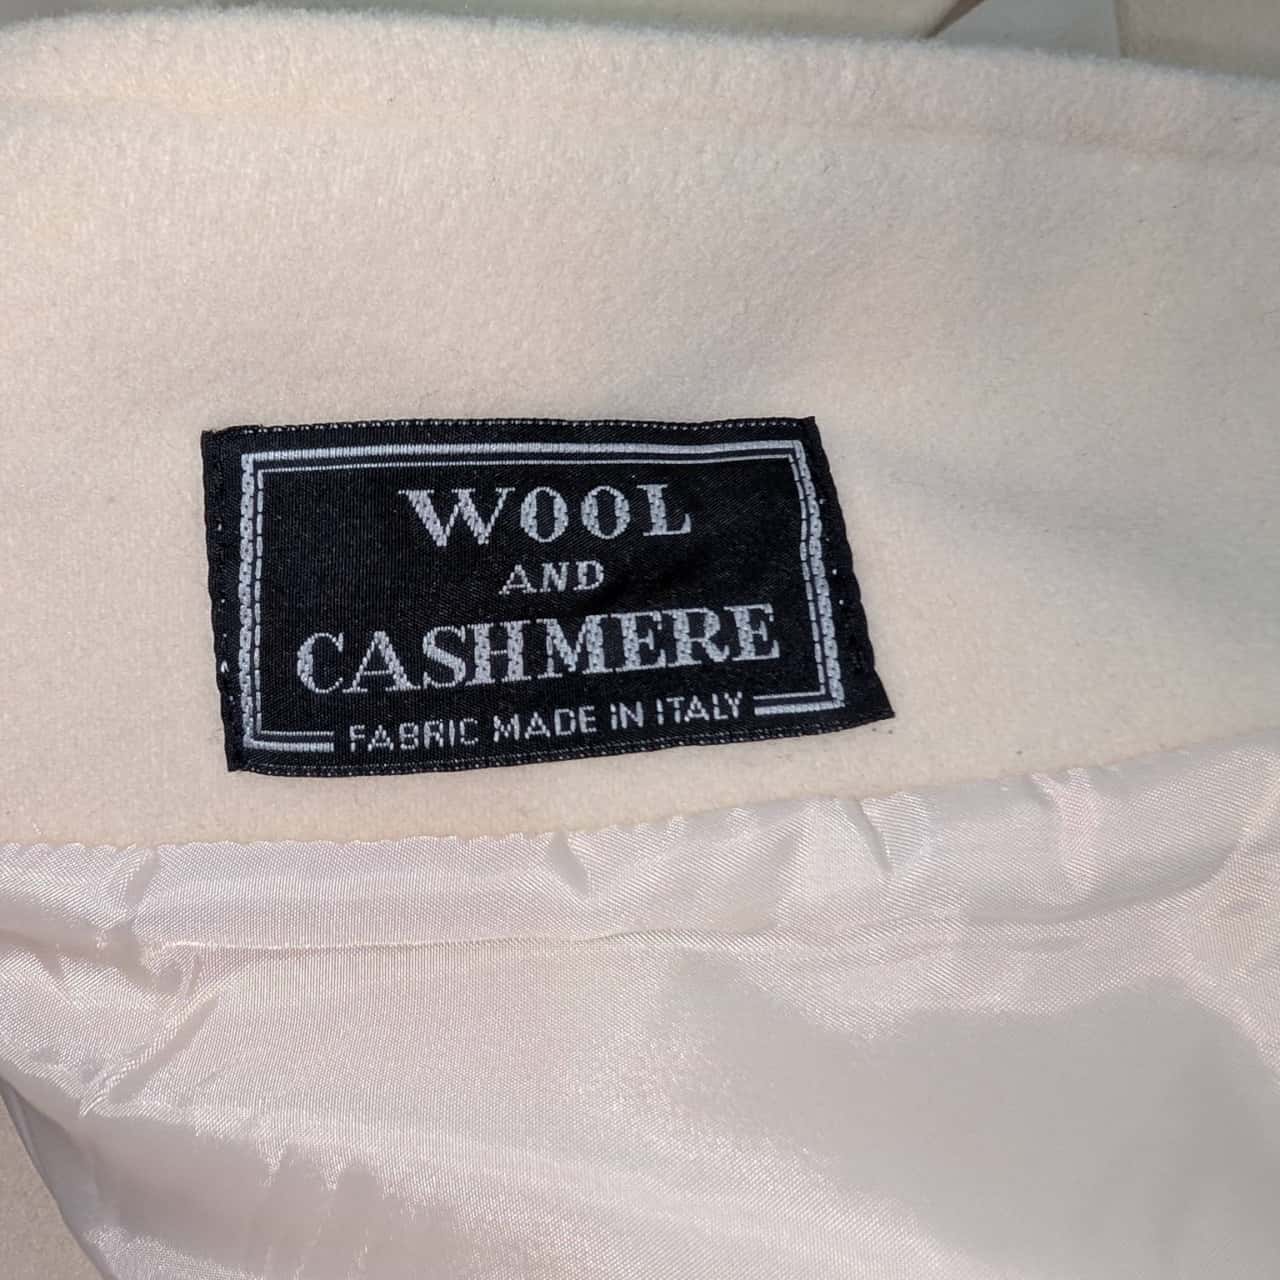 WOOL
AND
CASHMERE
FABRIC MADE IN ITALY